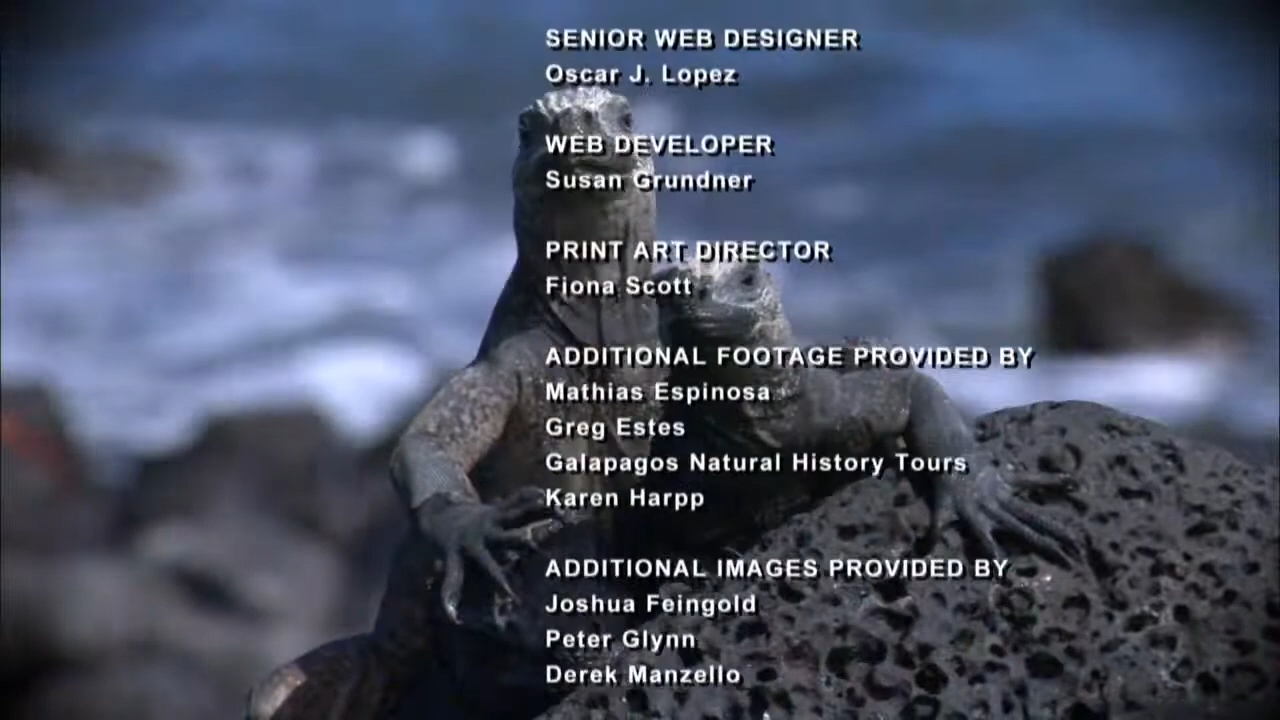 SENIOR WEB DESIGNER
Oscar J. Lopez
WEB DEVELOPER
Susan Grundner
PRINT ART DIRECTOR
Fiona Scott
ADDITIONAL FOOTAGE PROVIDED BY
Mathias Espinosa
Greg Estes
Galapagos Natural History Tours
Karen Harpp
ADDITIONAL IMAGES PROVIDED BY
Joshua Feingold
Peter Glynn
Derek Manzello